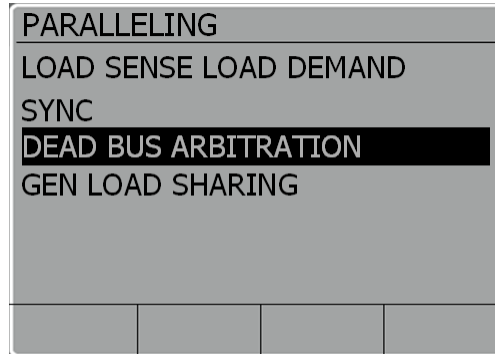 PARALLELING
LOAD SENSE LOAD DEMAND
SYNC
DEAD BUS ARBITRATION
GEN LOAD SHARING